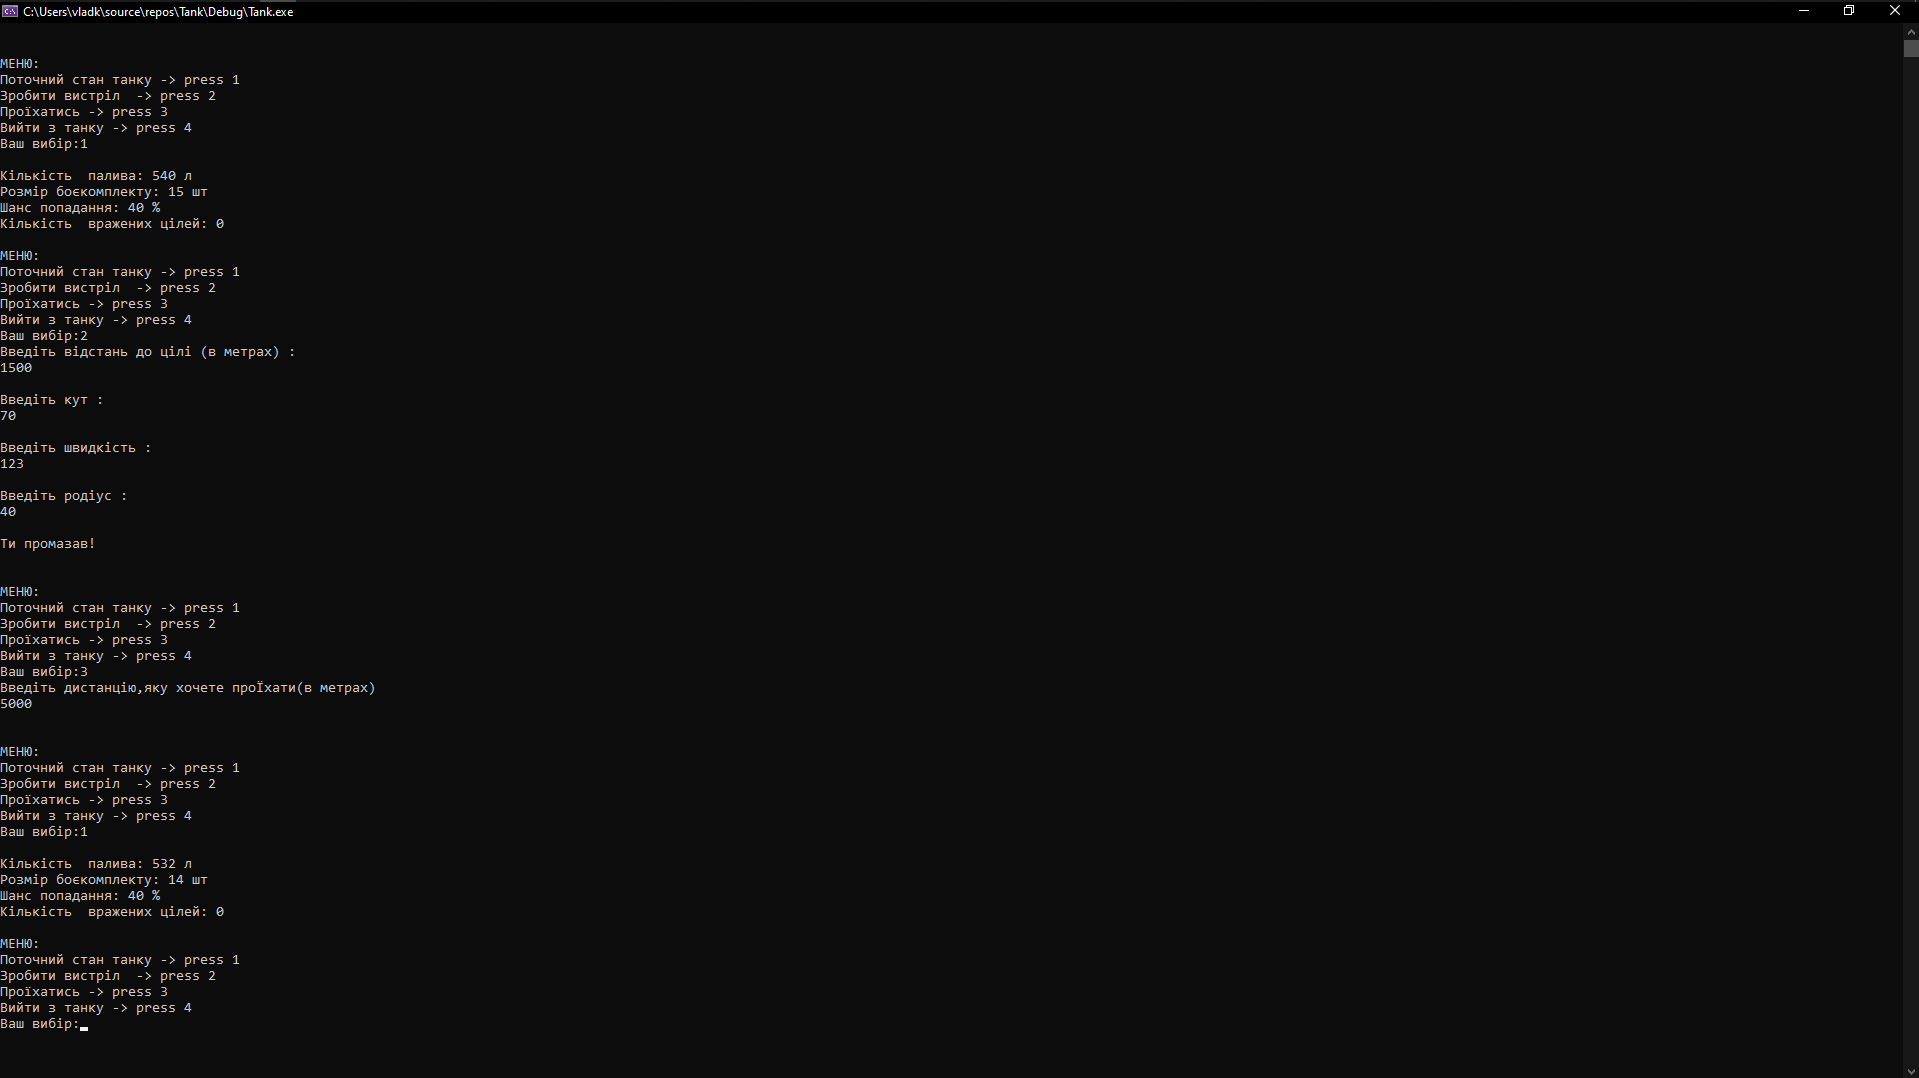 C:\Users\vladk\source\repos\Tank\Debug\Tank.exe
МЕНЮ:
Поточний стан танку -> press 1
Зробити вистріл  -> press 2
Проїхатись -> press 3
Вийти з танку -> press 4
Ваш вибір:1
Кількість  палива: 540 л
Розмір боєкомплекту: 15 шт
Шанс попадання: 40 %
Кількість  вражених цілей: 0
МЕНЮ:
Поточний стан танку -> press 1
Зробити вистріл  -> press 2
Проїхатись -> press 3
Вийти з танку -> press 4
Ваш вибір:2
Введіть відстань до цілі (в метрах) :
1500
Введіть кут :
70
Введіть швидкість :
123
Введіть родіус :
40
Ти промазав!
МЕНЮ:
Поточний стан танку -> press 1
Зробити вистріл  -> press 2
Проїхатись -> press 3
Вийти з танку -> press 4
Ваш вибір:3
Введіть дистанцію,яку хочете проЇхати(в метрах)
5000
МЕНЮ:
Поточний стан танку -> press 1
Зробити вистріл  -> press 2
Проїхатись -> press 3
Вийти з танку -> press 4
Ваш вибір:1
Кількість  палива: 532 л
Розмір боєкомплекту: 14 шт
Шанс попадання: 40 %
Кількість  вражених цілей: 0
МЕНЮ:
Поточний стан танку -> press 1
Зробити вистріл  -> press 2
Проїхатись -> press 3
Вийти з танку -> press 4
Ваш вибір: